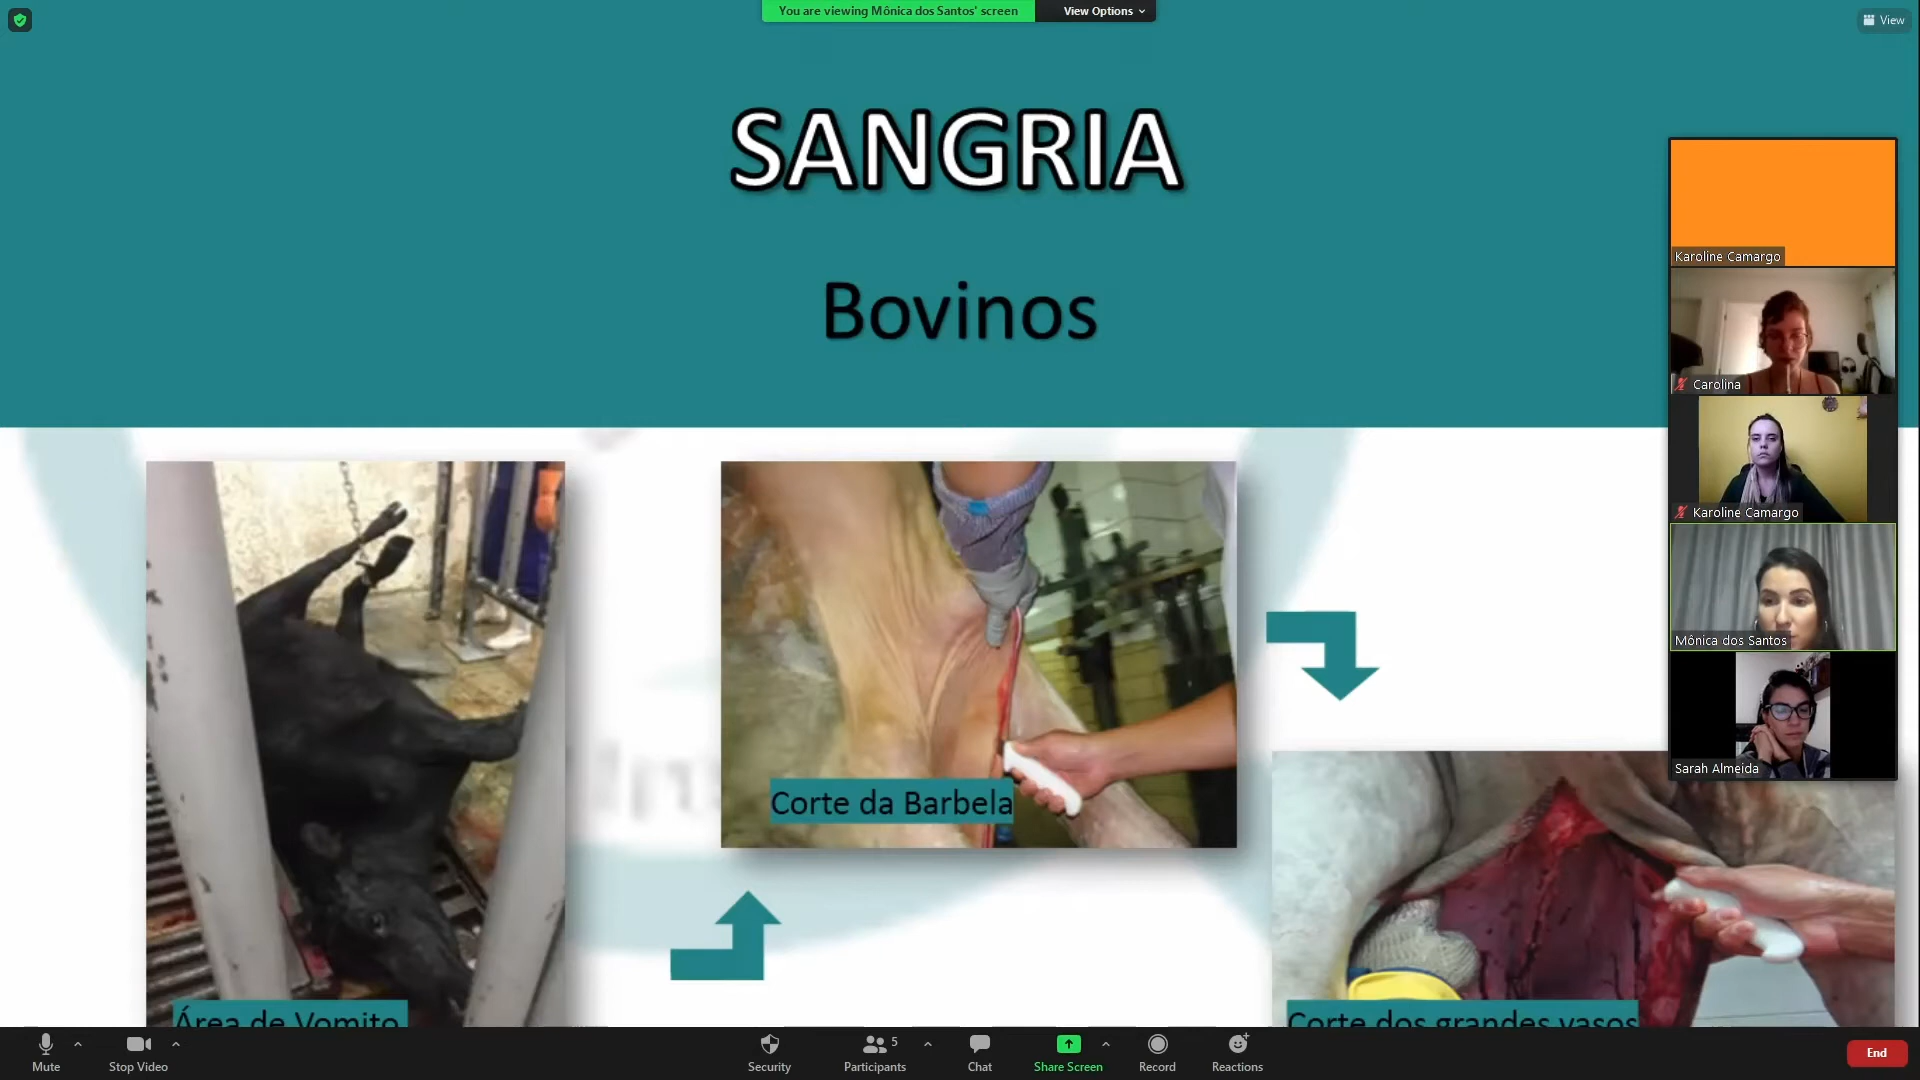 You are viewing Mônica dos Santos' screen
View Options
View
SANGRIA
Bovinos
Karoline Camargo
Carolina
Karoline Camargo
Mônica dos Santos
Sarah Almeida
Corte da Barbela
Área de Vomito
Corte dos grandes vasos
Mute
Stop Video
Security
Participants
5
Chat
Share Screen
Record
Reactions
End